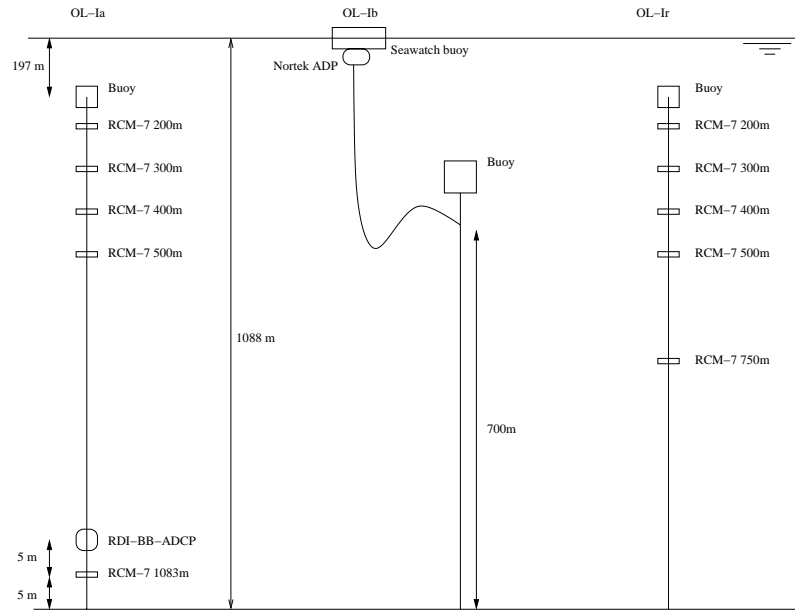 OL-Ia
OL-Ib
OL-Ir
197 m
Seawatch buoy
Nortek ADP
Buoy
RCM-7 200m
RCM-7 300m
RCM-7 400m
RCM-7 500m
1088 m
Buoy
700m
Buoy
RCM-7 200m
RCM-7 300m
RCM-7 400m
RCM-7 500m
RCM-7 750m
RDI-BB-ADCP
5 m
RCM-7 1083m
5 m